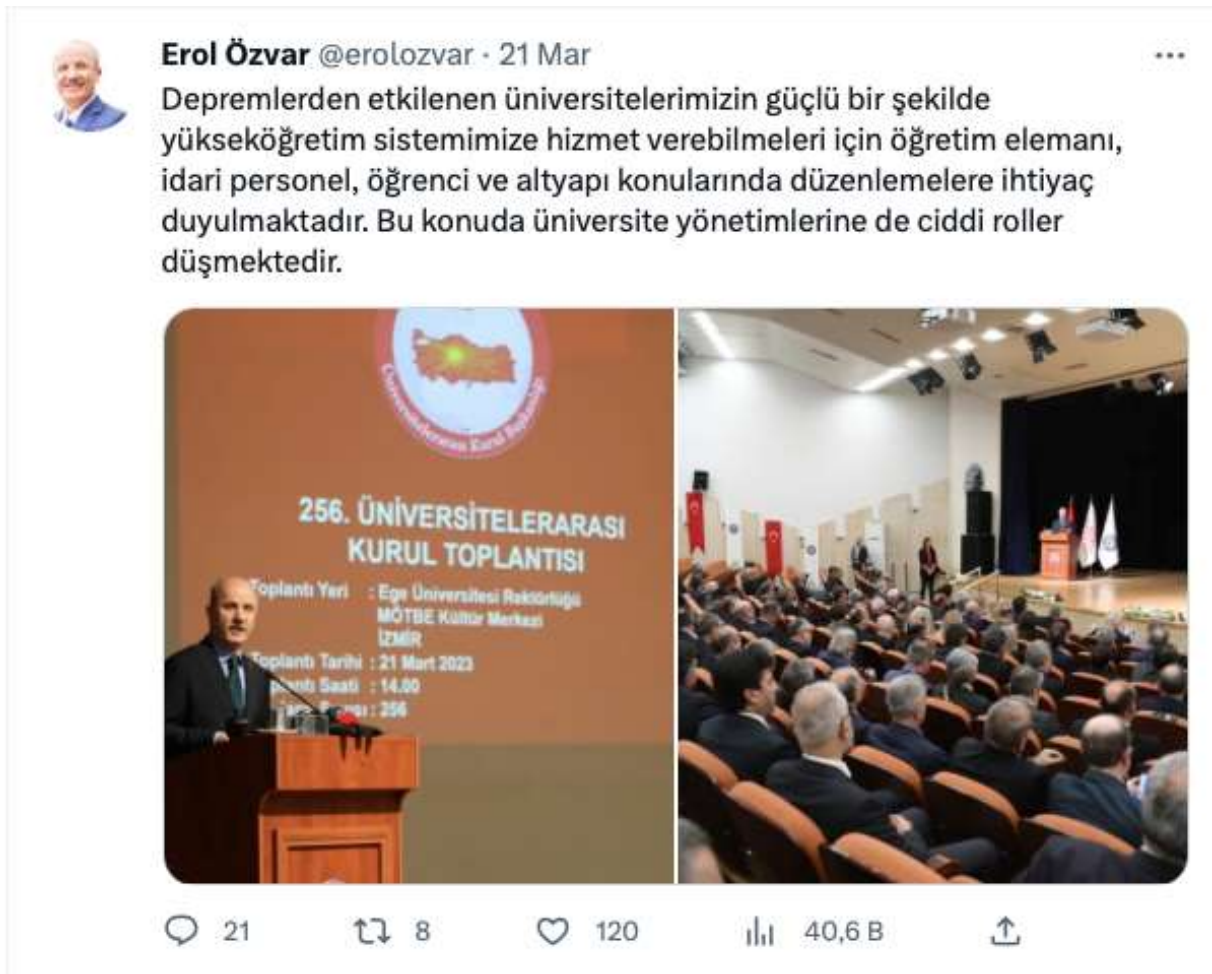 Erol Özvar @erolozvar · 21 Mar
Depremlerden etkilenen üniversitelerimizin güçlü bir şekilde
yükseköğretim sistemimize hizmet verebilmeleri için öğretim elemanı,
idari personel, öğrenci ve altyapı konularında düzenlemelere ihtiyaç
duyulmaktadır. Bu konuda üniversite yönetimlerine de ciddi roller
düşmektedir.
Üniversitelerarası Kurul Başkanlığı
256. ÜNİVERSİTELERARASI
KURUL TOPLANTISI
Toplantı Yeri : Ege Üniversitesi Rektörlüğü
MÖTBE Kültür Merkezi
İZMİR
Toplantı Tarihi : 21 Mart 2023
Saati : 14.00
: 256
21 8 120 40,6 B